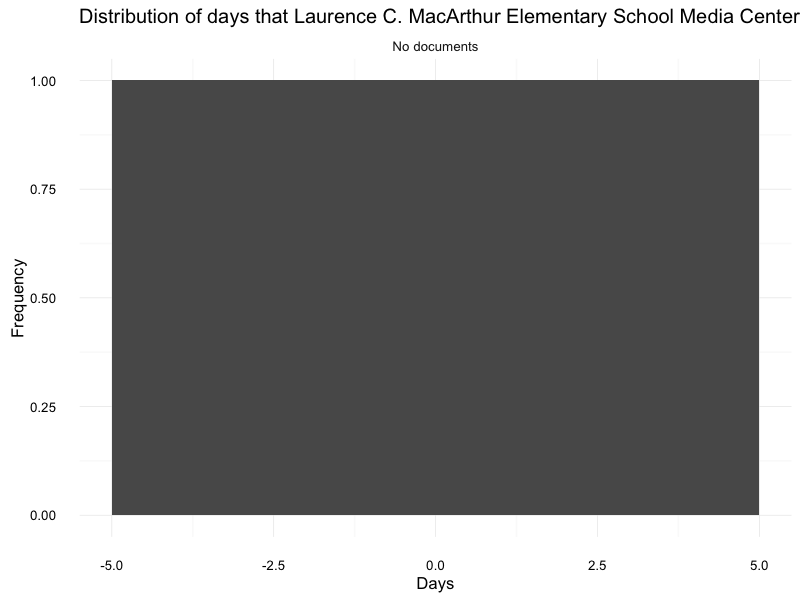 Distribution of days that Laurence C. MacArthur Elementary School Media Center
No documents
1.00
0.75
0.50
0.25
0.00
Frequency
-5.0 -2.5 0.0 2.5 5.0
Days